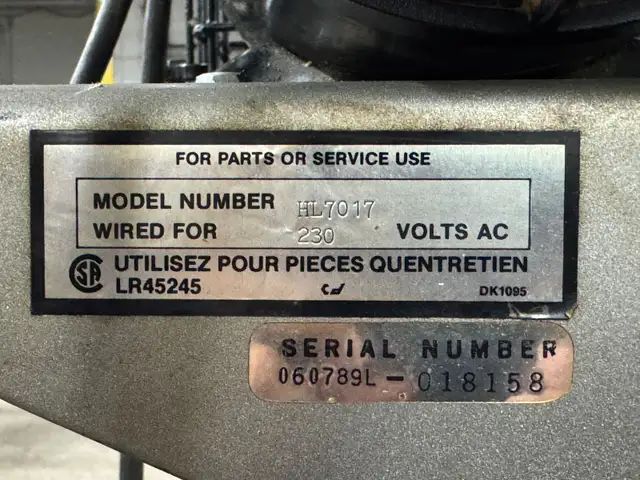 FOR PARTS OR SERVICE USE
MODEL NUMBER HL7017
WIRED FOR 230 VOLTS AC
UTILISEZ POUR PIECES QUENTRETIEN
LR45245 DK1095
SERIAL NUMBER
060789L - 018158